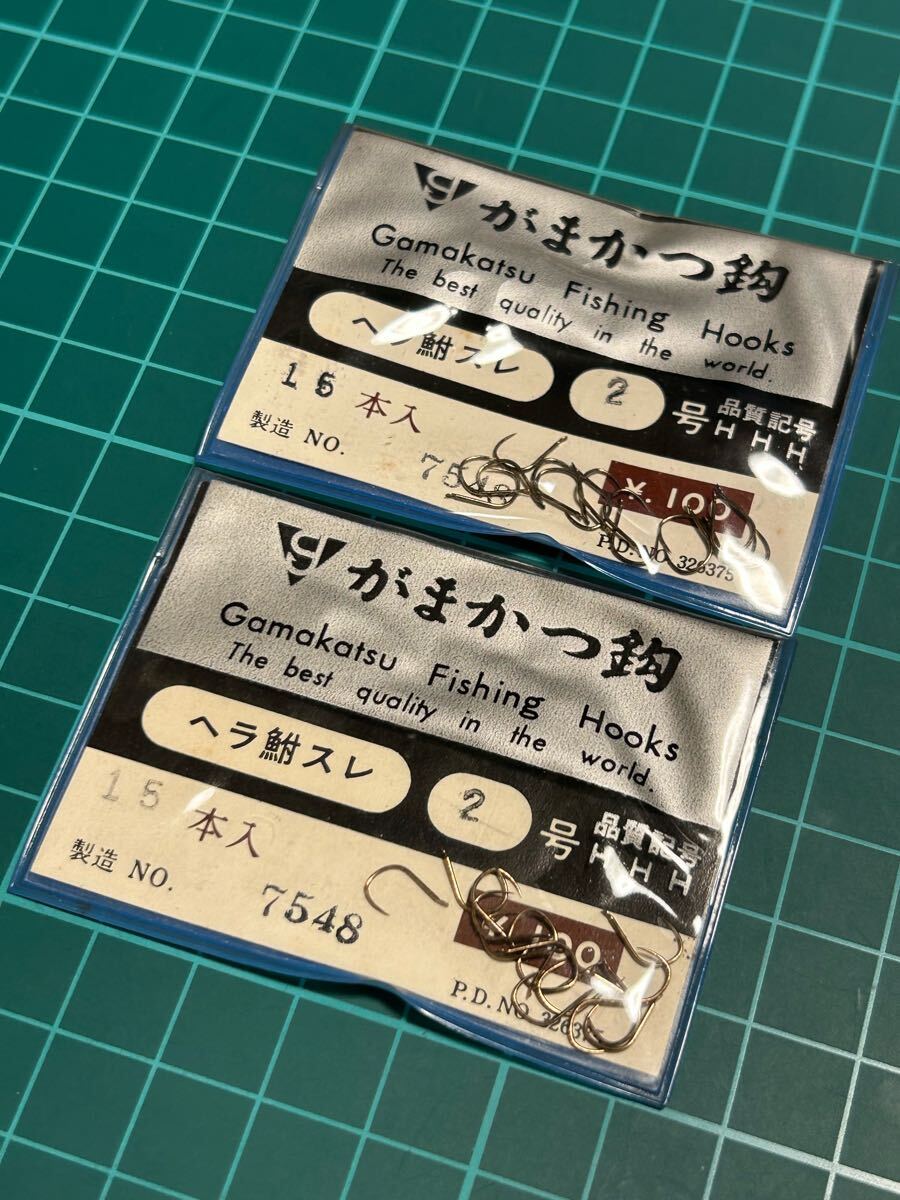 がまかつ鈎
Gamakatsu Fishing Hooks
The best quality in the world.
ヘラ鮒スレ 2 号 品質記号
H H H
15 本入
製造 NO. 7548
¥.100
P.D. NO. 326375
がまかつ鈎
Gamakatsu Fishing Hooks
The best quality in the world.
ヘラ鮒スレ 2 号 品質記号
H H H
15 本入
製造 NO. 7548
¥.100
P.D. NO.